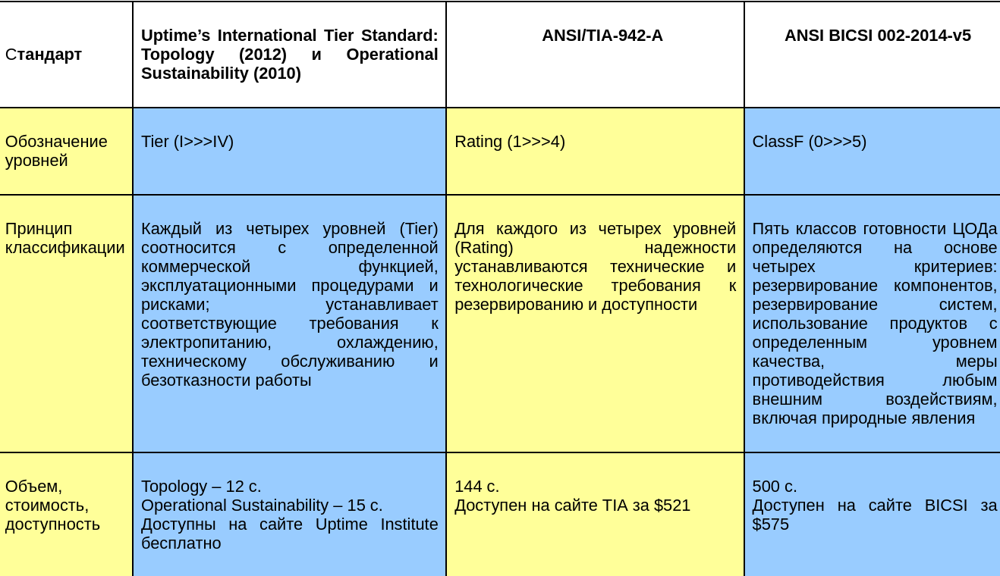 Стандарт
Uptime’s International Tier Standard:
Topology (2012) и Operational
Sustainability (2010)
ANSI/TIA-942-A
ANSI BICSI 002-2014-v5
Обозначение
уровней
Tier (I>>>IV)
Rating (1>>>4)
ClassF (0>>>5)
Принцип
классификации
Каждый из четырех уровней (Tier)
соотносится с определенной
коммерческой функцией,
эксплуатационными процедурами и
рисками; устанавливает
соответствующие требования к
электропитанию, охлаждению,
техническому обслуживанию и
безотказности работы
Для каждого из четырех уровней
(Rating) надежности
устанавливаются технические и
технологические требования к
резервированию и доступности
Пять классов готовности ЦОДа
определяются на основе
четырех критериев:
резервирование компонентов,
резервирование систем,
использование продуктов с
определенным уровнем
качества, меры
противодействия любым
внешним воздействиям,
включая природные явления
Объем,
стоимость,
доступность
Topology – 12 с.
Operational Sustainability – 15 с.
Доступны на сайте Uptime Institute
бесплатно
144 с.
Доступен на сайте TIA за $521
500 с.
Доступен на сайте BICSI за
$575